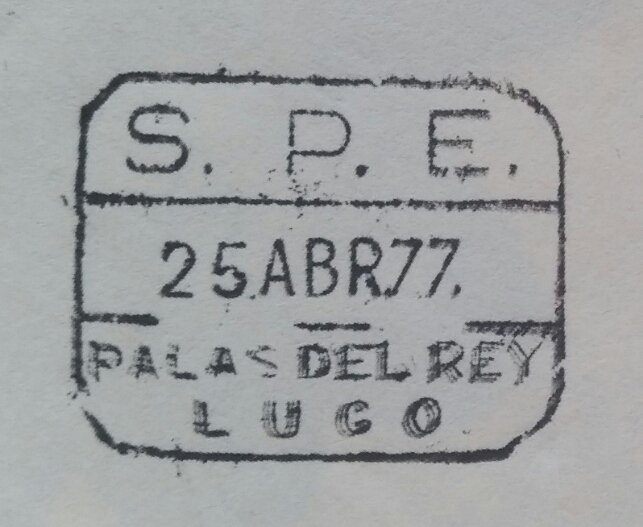 S. P. E.
25.ABR.77.
PALAS DEL REY
LUGO